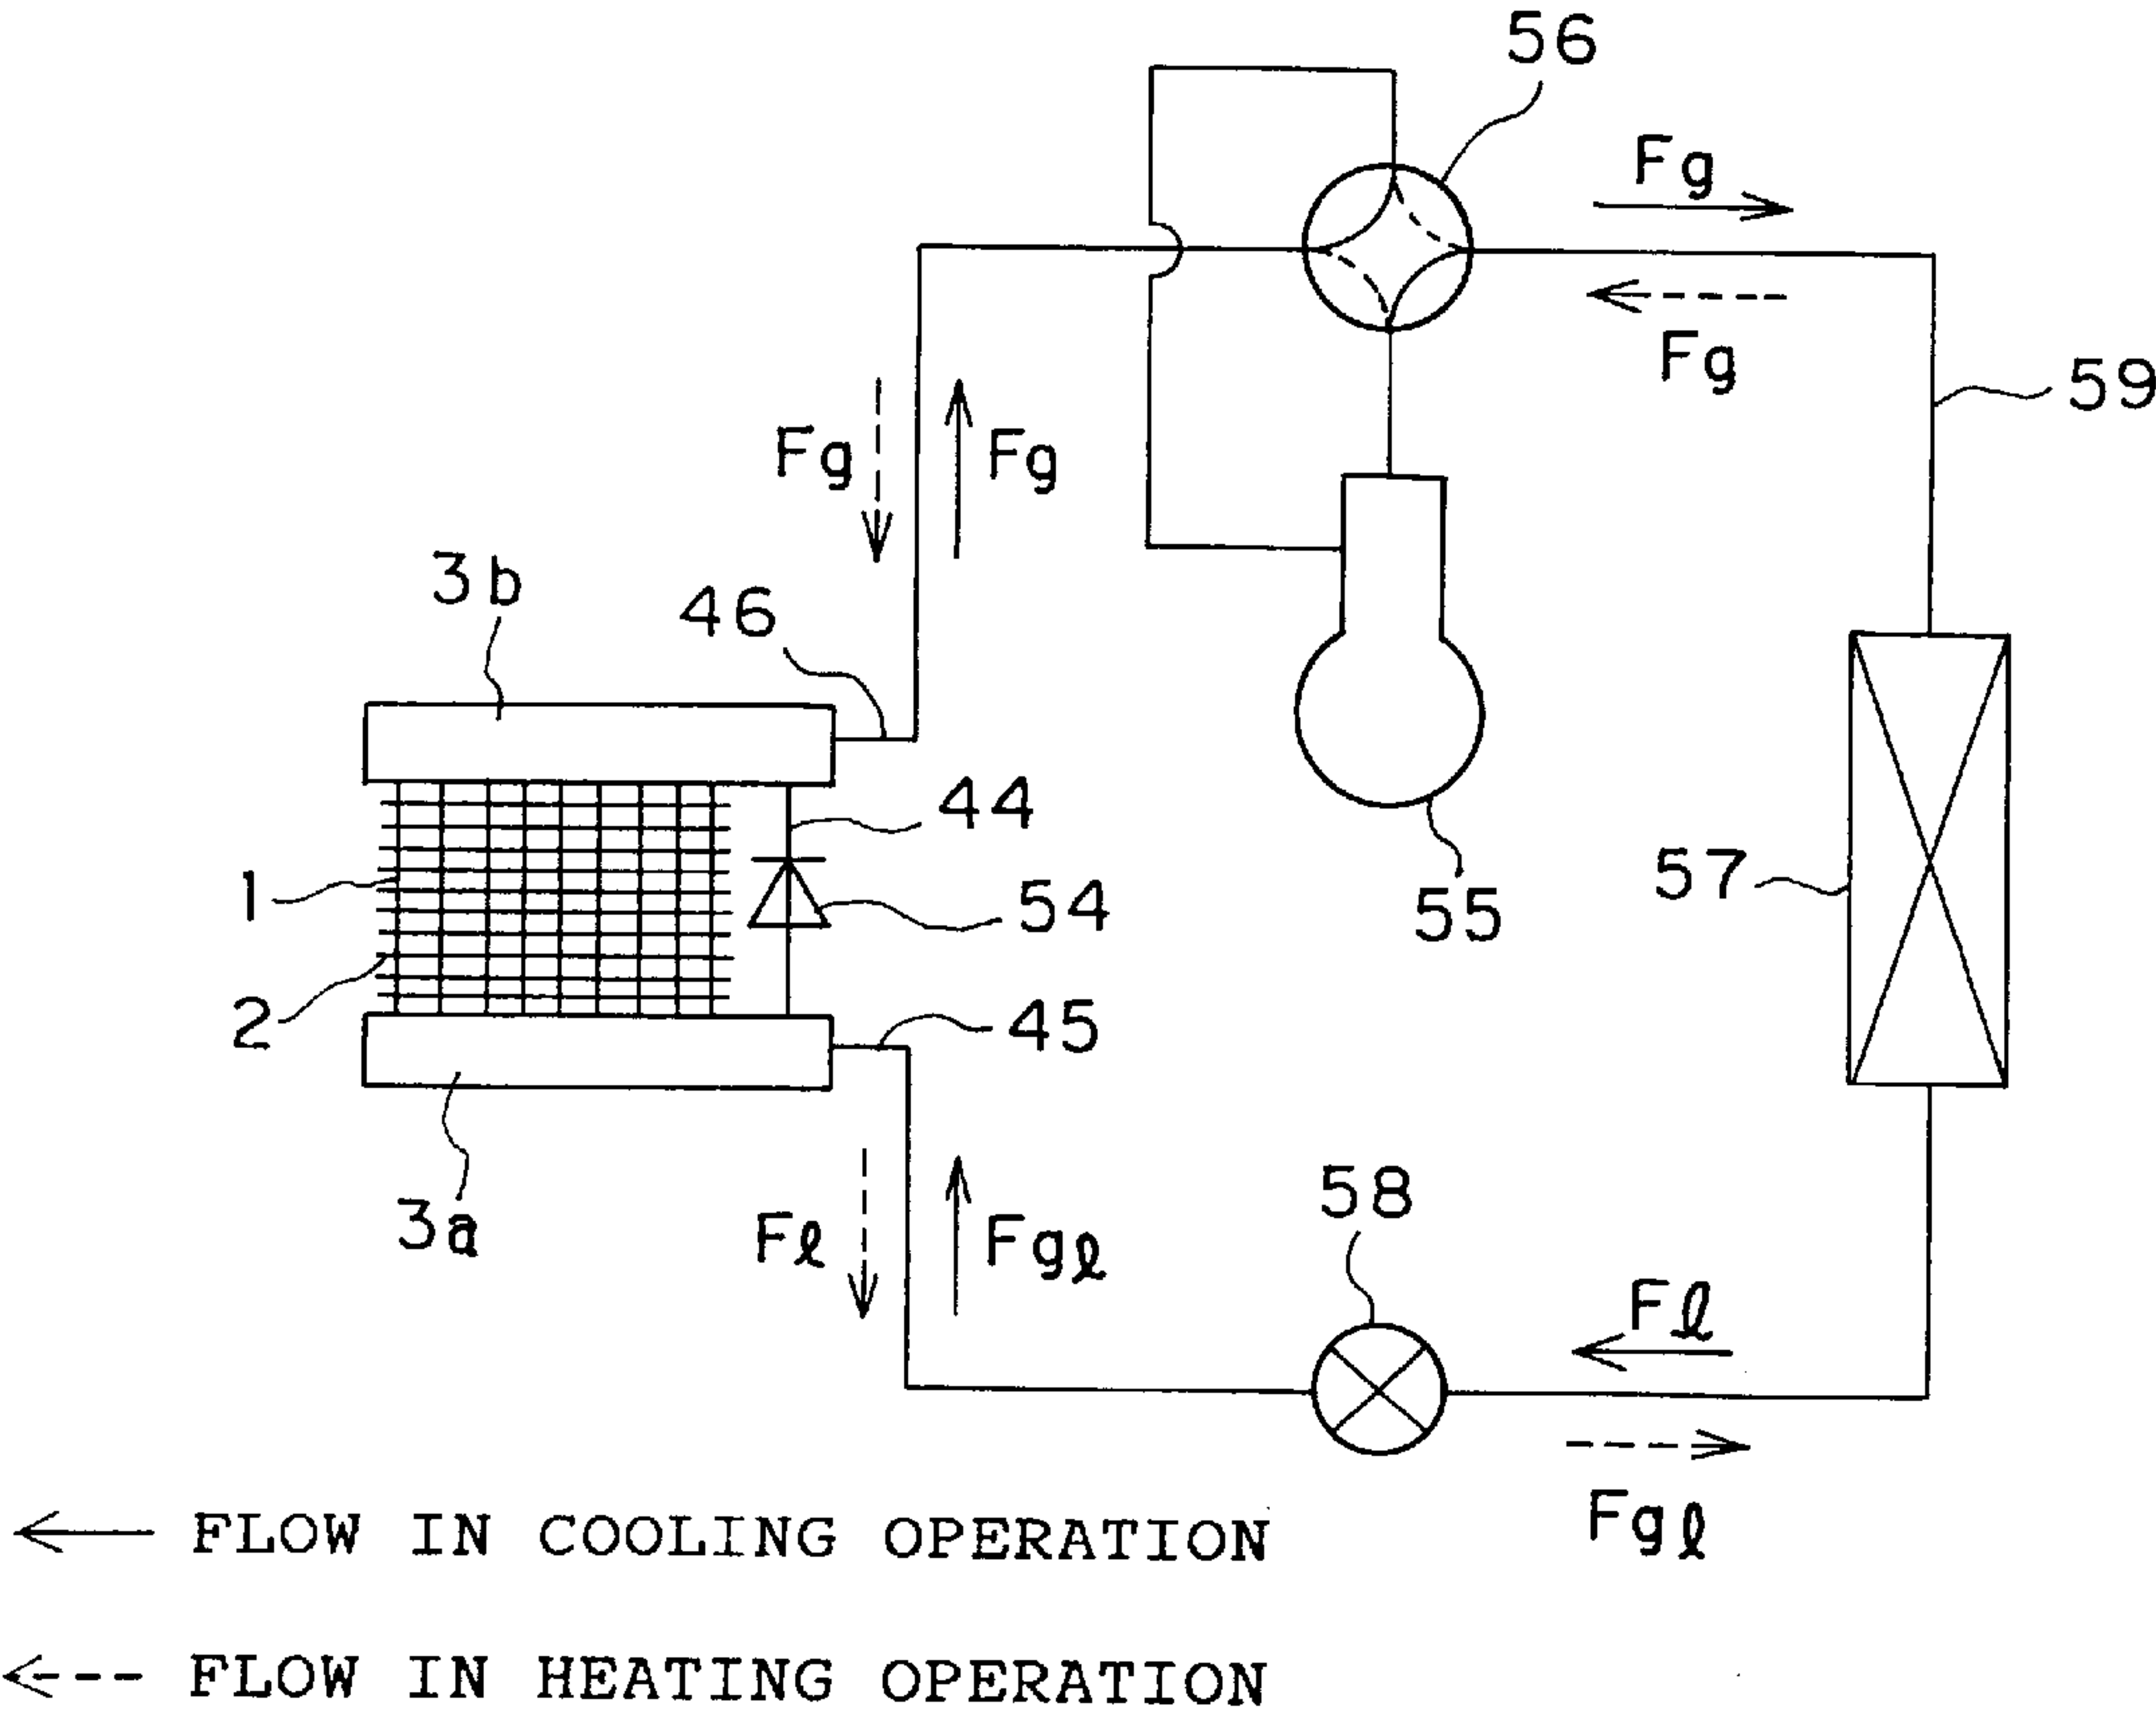 56
Fg
Fg
59
Fg
Fg
3b
46
44
1
54
55
57
2
45
3a
58
Fℓ
Fgℓ
Fℓ
Fgℓ
FLOW IN COOLING OPERATION
FLOW IN HEATING OPERATION